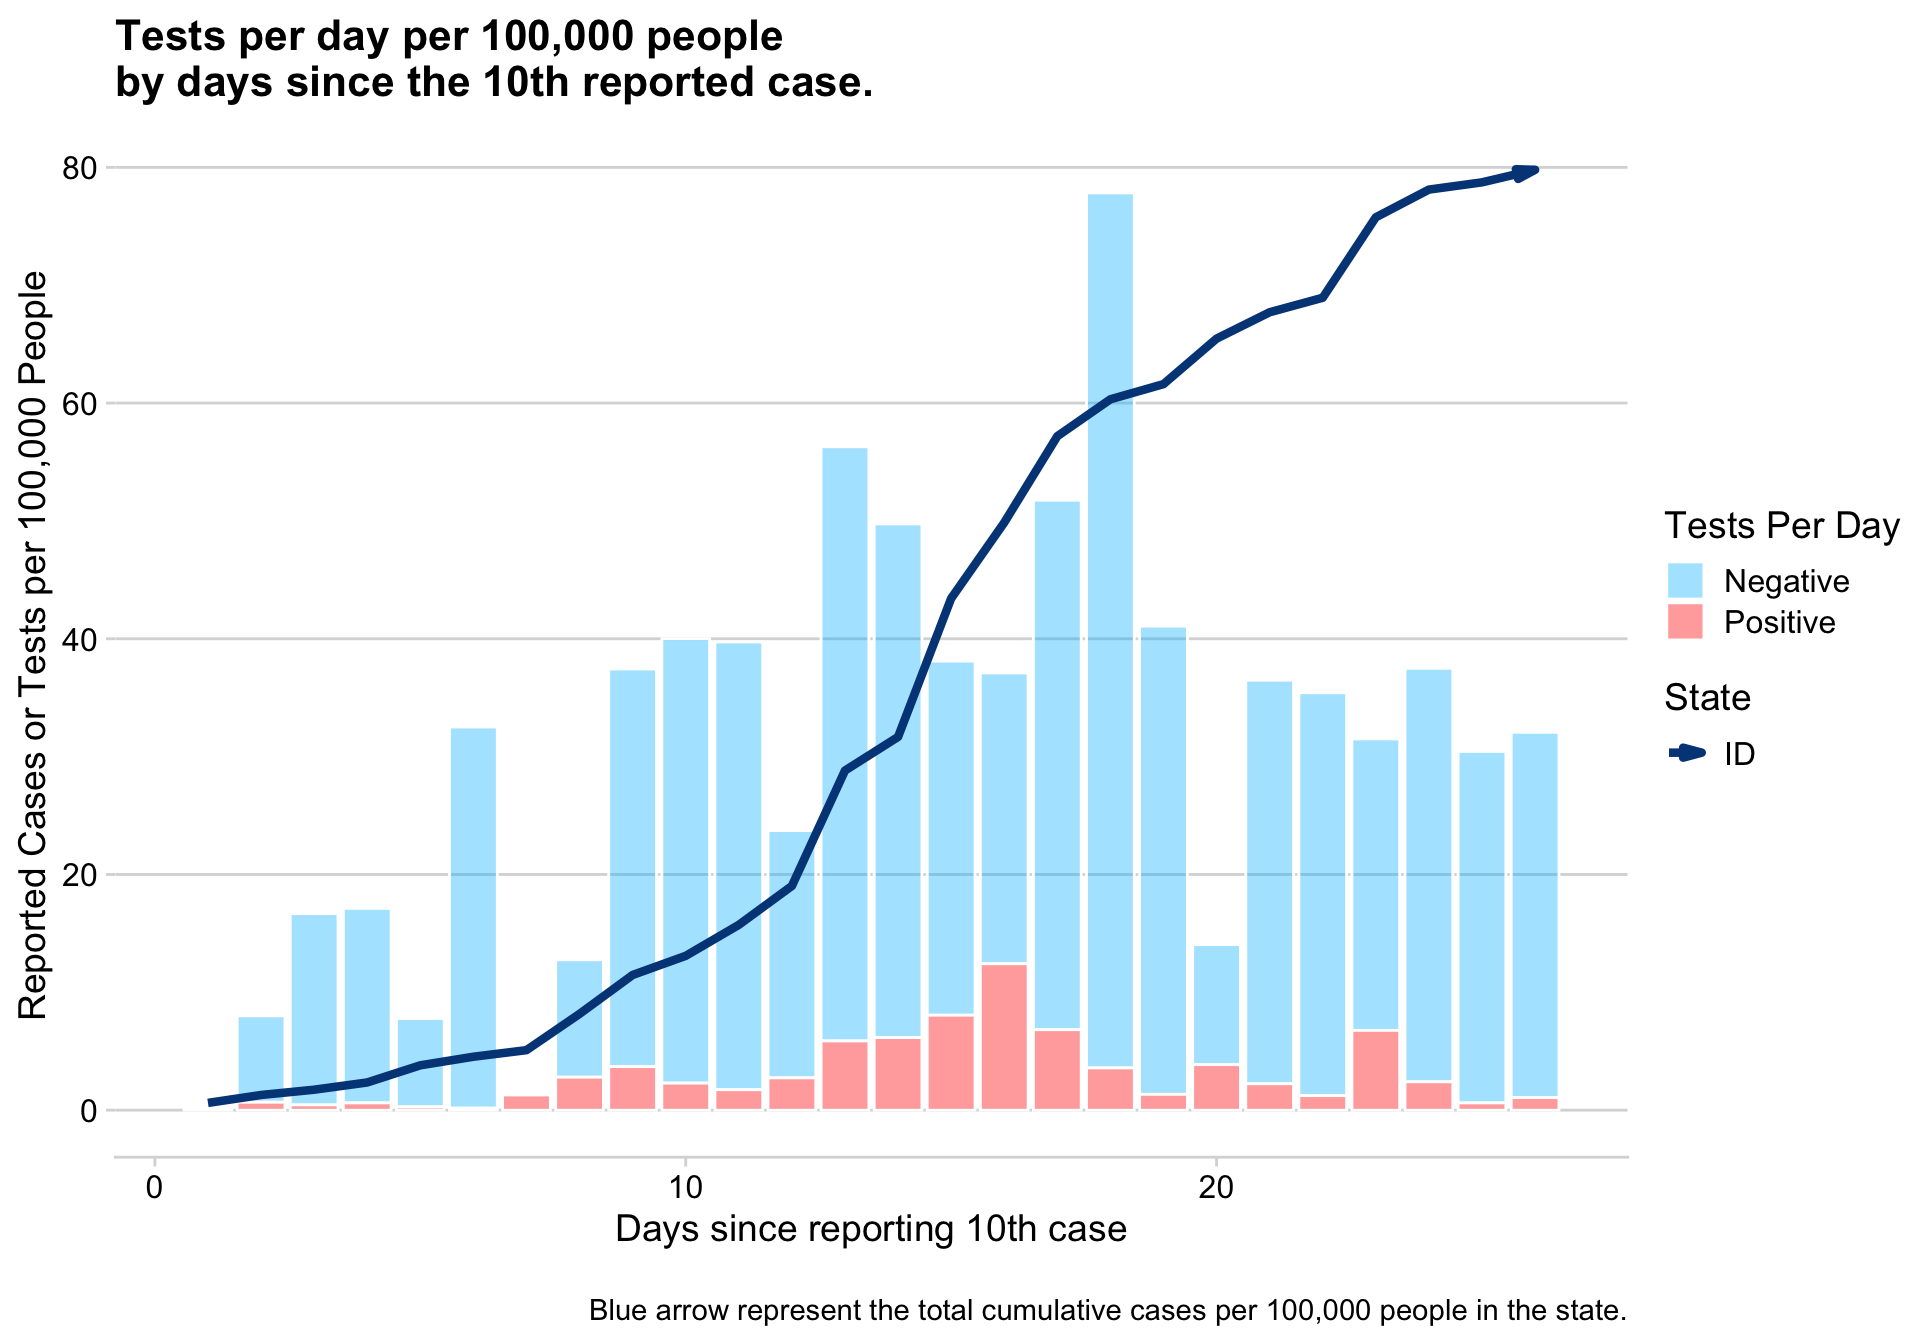 Tests per day per 100,000 people
by days since the 10th reported case.
Reported Cases or Tests per 100,000 People
80
60
40
20
0
0
10
20
Days since reporting 10th case
Tests Per Day
Negative
Positive
State
ID
Blue arrow represent the total cumulative cases per 100,000 people in the state.